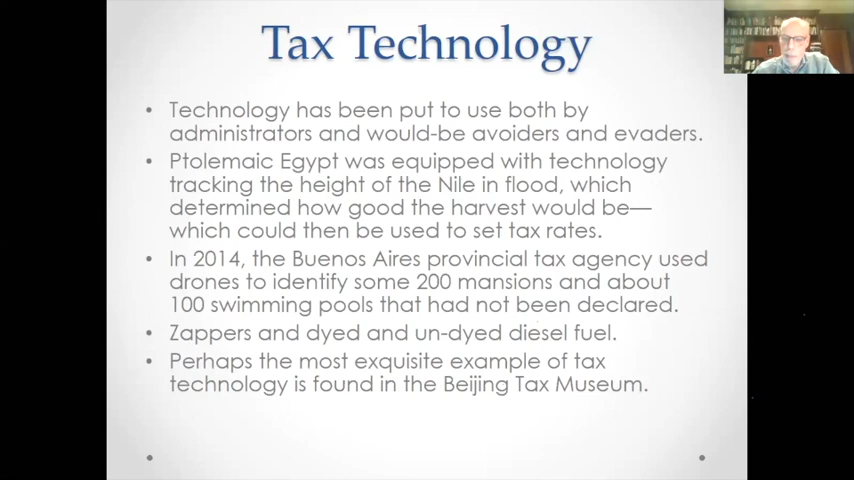 Tax Technology
• Technology has been put to use both by
administrators and would-be avoiders and evaders.
• Ptolemaic Egypt was equipped with technology
tracking the height of the Nile in flood, which
determined how good the harvest would be—
which could then be used to set tax rates.
• In 2014, the Buenos Aires provincial tax agency used
drones to identify some 200 mansions and about
100 swimming pools that had not been declared.
• Zappers and dyed and un-dyed diesel fuel.
• Perhaps the most exquisite example of tax
technology is found in the Beijing Tax Museum.